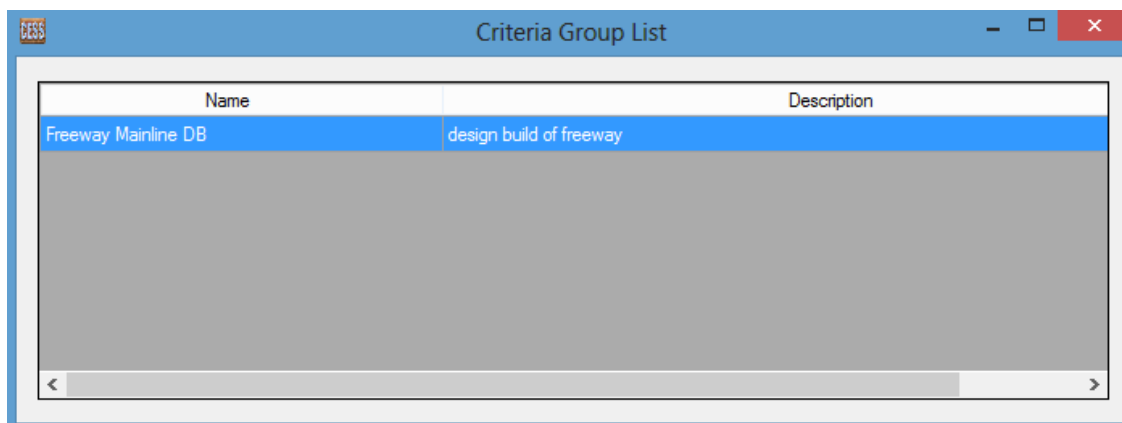 CESS
Criteria Group List
Name Description
Freeway Mainline DB design build of freeway